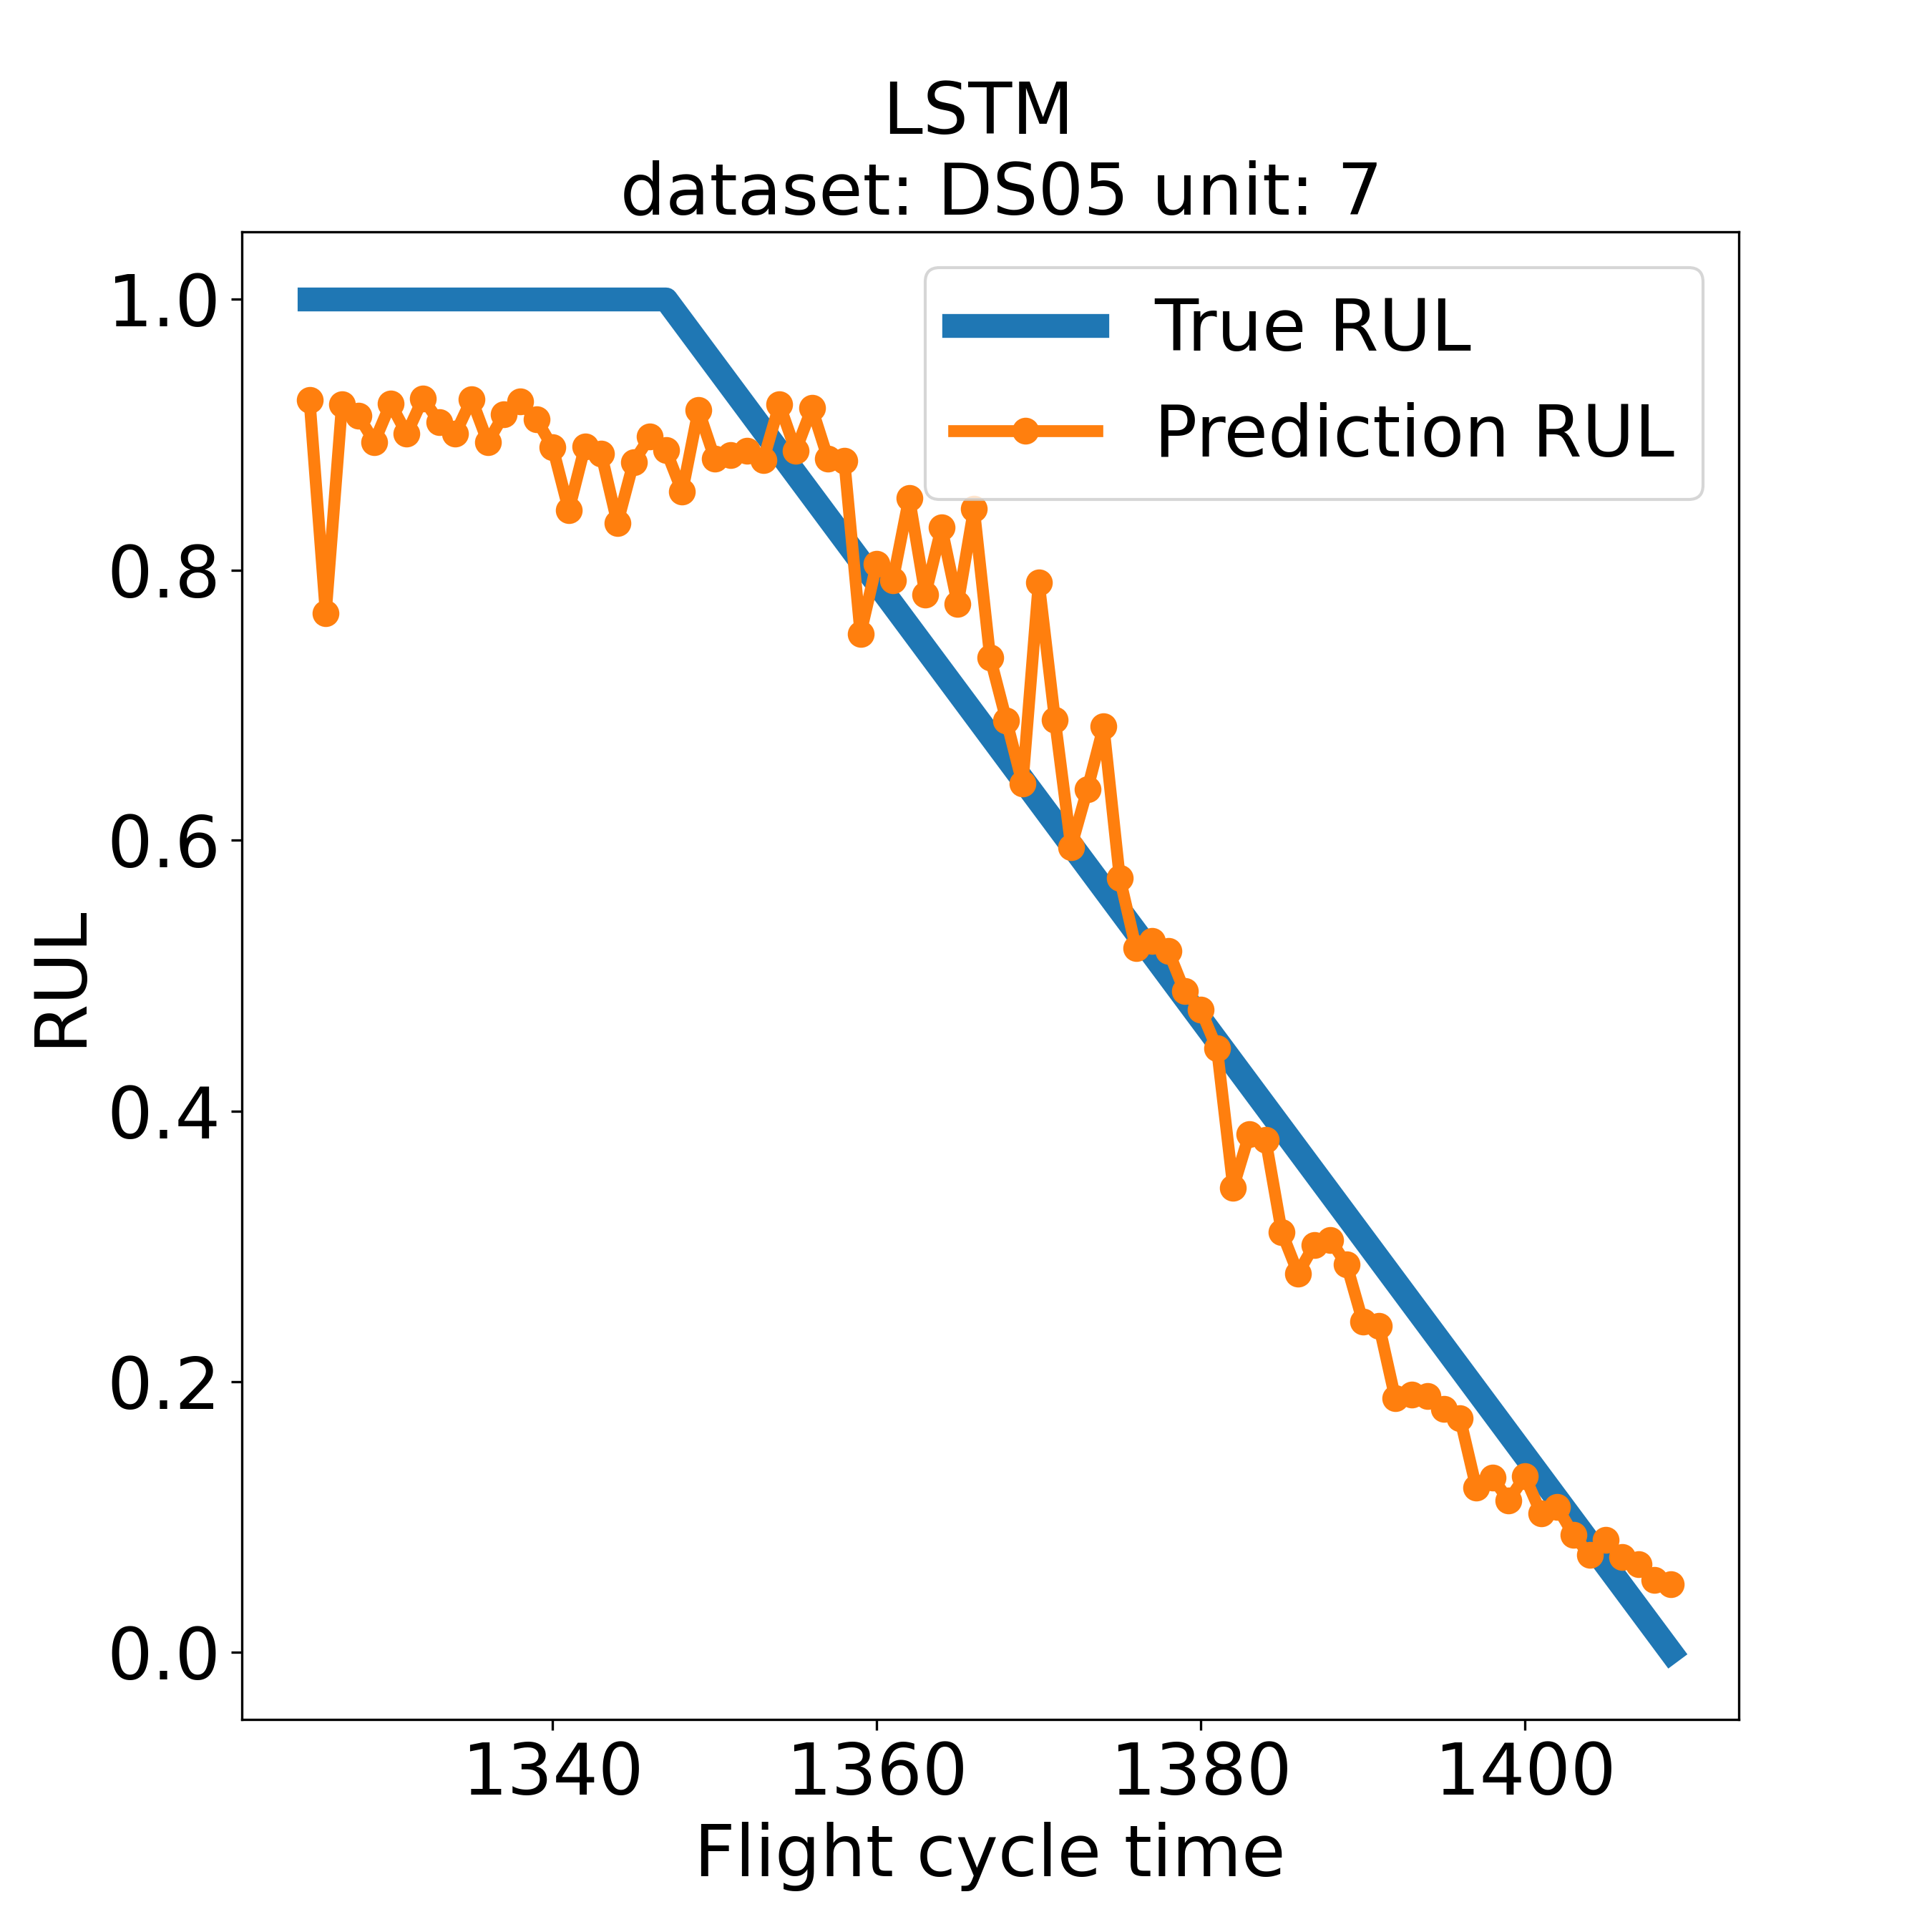 LSTM
dataset: DS05 unit: 7
True RUL
Prediction RUL
1.0
0.8
0.6
0.4
0.2
0.0
RUL
1340 1360 1380 1400
Flight cycle time